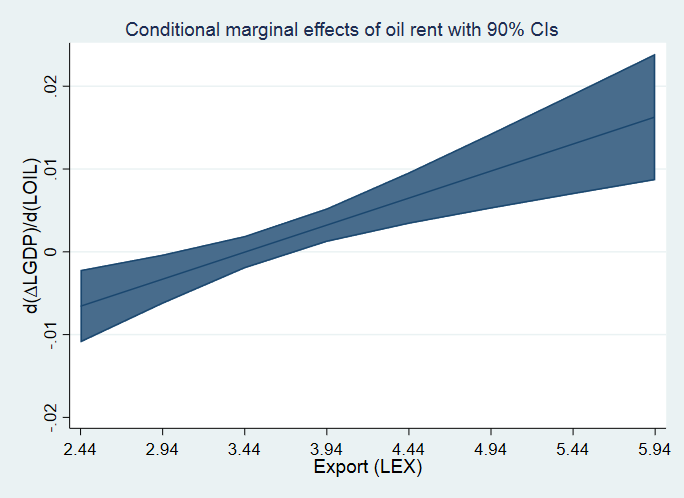 Conditional marginal effects of oil rent with 90% CIs
d(ΔLGDP)/d(LOIL)
.02
.01
0
-.01
-.02
2.44 2.94 3.44 3.94 4.44 4.94 5.44 5.94
Export (LEX)